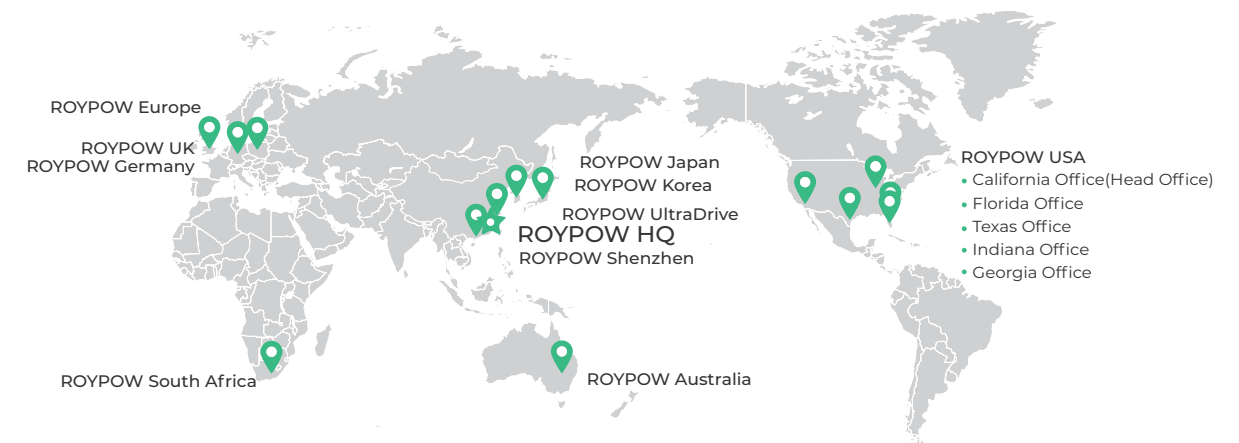 ROYPOW Europe
ROYPOW UK
ROYPOW Germany
ROYPOW South Africa
ROYPOW Japan
ROYPOW Korea
ROYPOW UltraDrive
ROYPOW HQ
ROYPOW Shenzhen
ROYPOW Australia
ROYPOW USA
• California Office(Head Office)
• Florida Office
• Texas Office
• Indiana Office
• Georgia Office